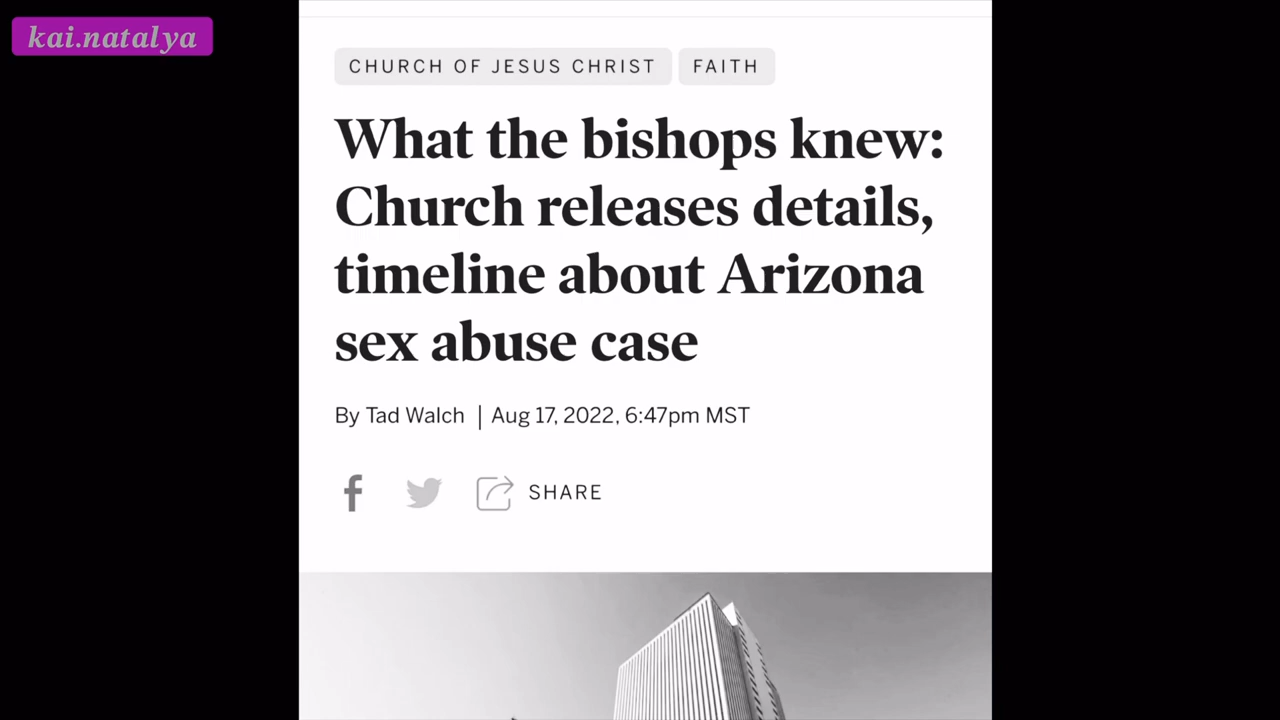 kai.natalya
CHURCH OF JESUS CHRIST FAITH
What the bishops knew:
Church releases details,
timeline about Arizona
sex abuse case
By Tad Walch | Aug 17, 2022, 6:47pm MST
SHARE